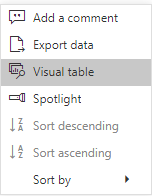 Add a comment
Export data
Visual table
Spotlight
Sort descending
Sort ascending
Sort by